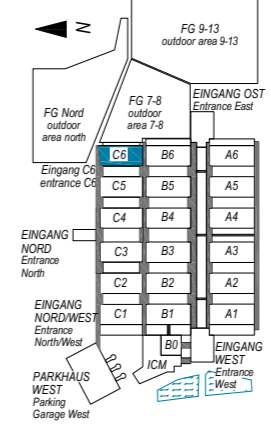 N
FG 9-13
outdoor area 9-13
FG Nord
outdoor
area north
FG 7-8
outdoor
area 7-8
EINGANG OST
Entrance East
Eingang C6
entrance C6
C6
B6
A6
C5
B5
A5
C4
B4
A4
EINGANG
NORD
Entrance
North
C3
B3
A3
C2
B2
A2
EINGANG
NORD/WEST
Entrance
North/West
C1
B1
A1
B0
ICM
EINGANG
WEST
Entrance
West
PARKHAUS
WEST
Parking
Garage West